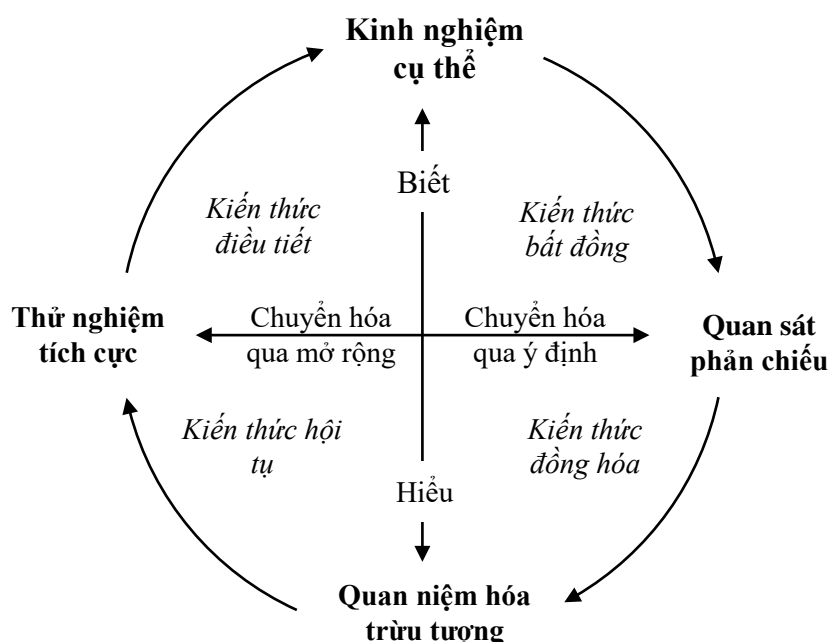 Kinh nghiệm
cụ thể
Biết
Kiến thức
điều tiết
Kiến thức
bất đồng
Thử nghiệm
tích cực
Chuyển hóa
qua mở rộng
Chuyển hóa
qua ý định
Quan sát
phản chiếu
Kiến thức hội
tụ
Kiến thức
đồng hóa
Hiểu
Quan niệm hóa
trừu tượng